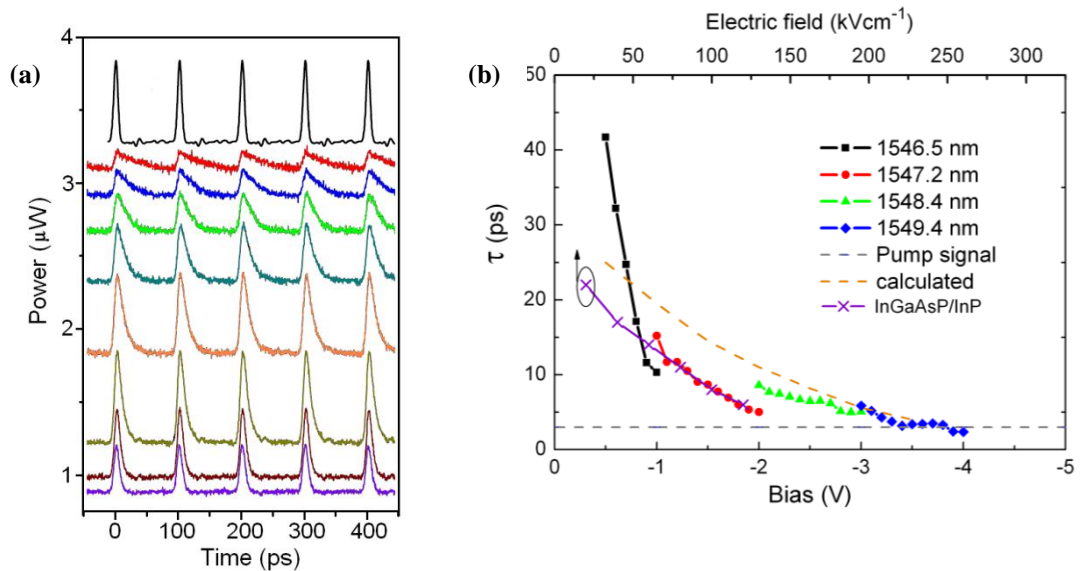 (a)
Power (μW)
4
3
2
1
0 100 200 300 400
Time (ps)
(b)
Electric field (kVcm⁻¹)
0 50 100 150 200 250 300
τ (ps)
50
40
30
20
10
0
1546.5 nm
1547.2 nm
1548.4 nm
1549.4 nm
Pump signal
calculated
InGaAsP/InP
0 -1 -2 -3 -4 -5
Bias (V)